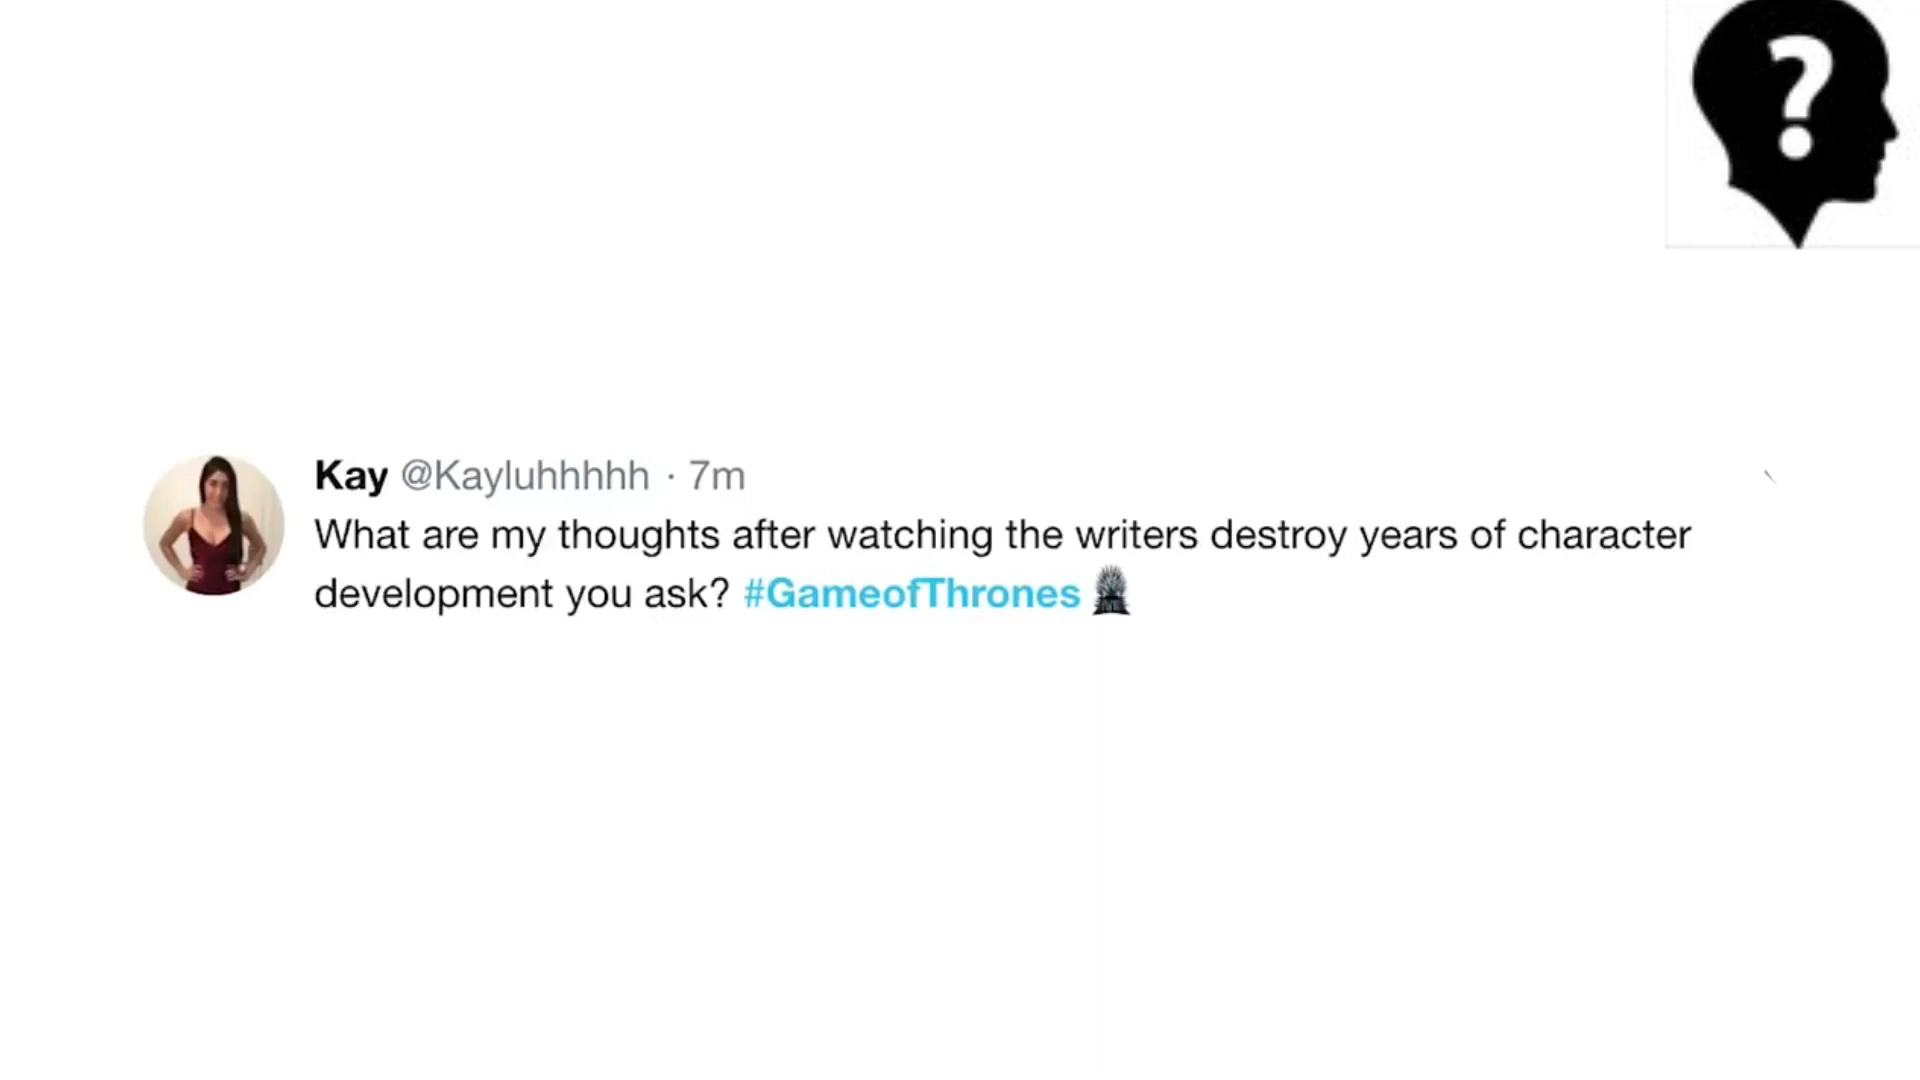 ?
Kay @Kayluhhhhh · 7m
What are my thoughts after watching the writers destroy years of character
development you ask? #GameofThrones